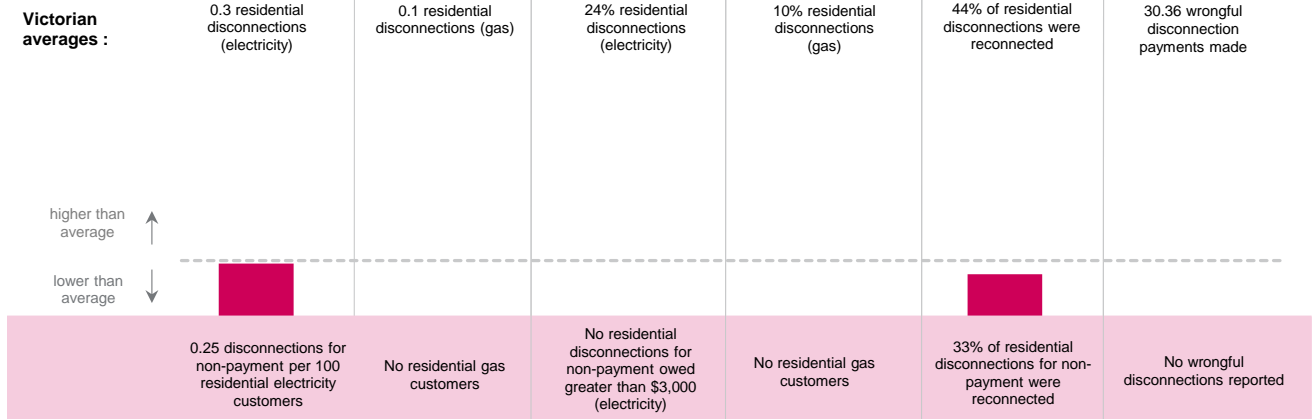 Victorian
averages :
0.3 residential
disconnections
(electricity)
0.1 residential
disconnections (gas)
24% residential
disconnections
(electricity)
10% residential
disconnections
(gas)
44% of residential
disconnections were
reconnected
30.36 wrongful
disconnection
payments made
higher than
average
lower than
average
0.25 disconnections for
non-payment per 100
residential electricity
customers
No residential gas
customers
No residential
disconnections for
non-payment owed
greater than $3,000
(electricity)
No residential gas
customers
33% of residential
disconnections for non-
payment were
reconnected
No wrongful
disconnections reported